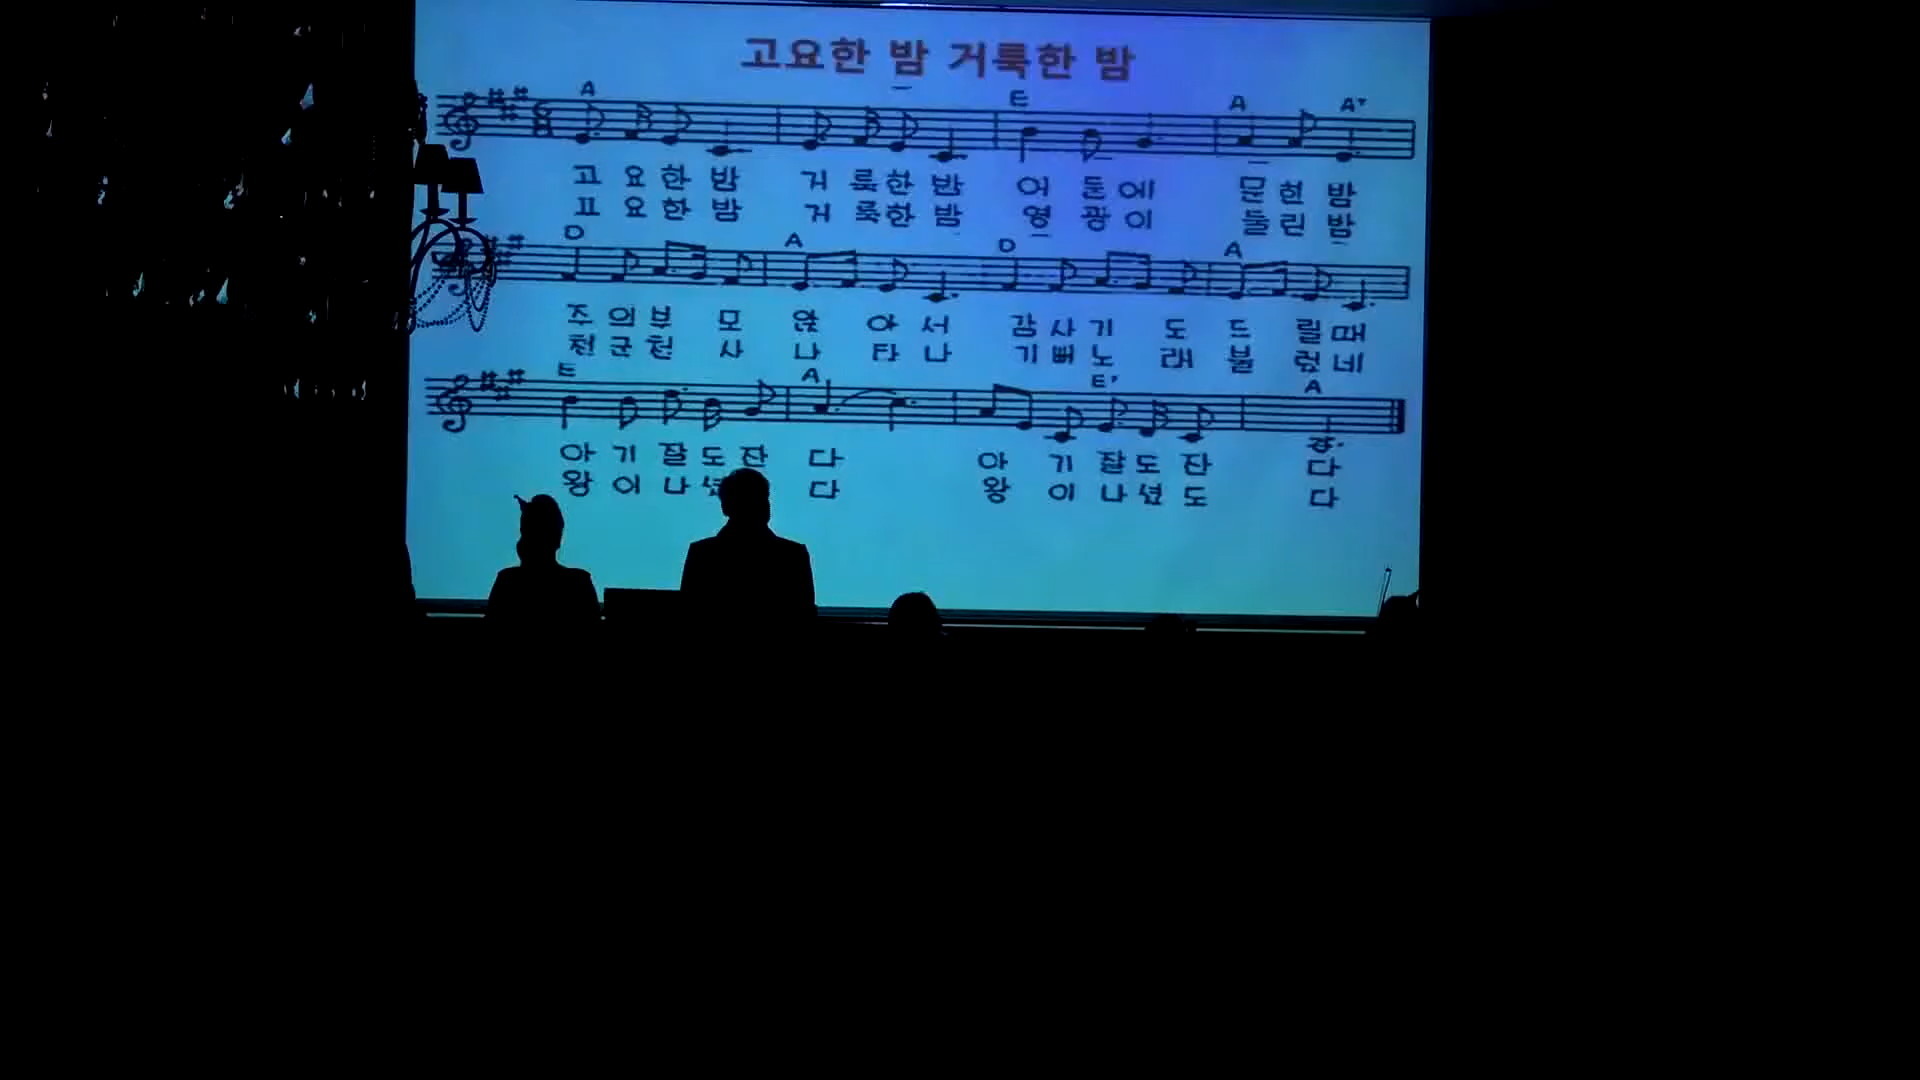 고요한 밤 거룩한 밤
A E A A7
고 요 한 밤 거 룩한 밤 어 둔에 묻 힌 밤
고 요 한 밤 거 룩한 밤 영 광이 둘 린 밤
D A D A
주 의 부 모 앉 아 서 감 사 기 도 드 릴 때
천 군 천 사 나 타 나 기 뻐 노 래 불 렀 네
E A E7 A
아 기 잘 도 잔 다 아 기 잘 도 잔 다
왕 이 나 셨 다 왕 이 나 셨 도 다